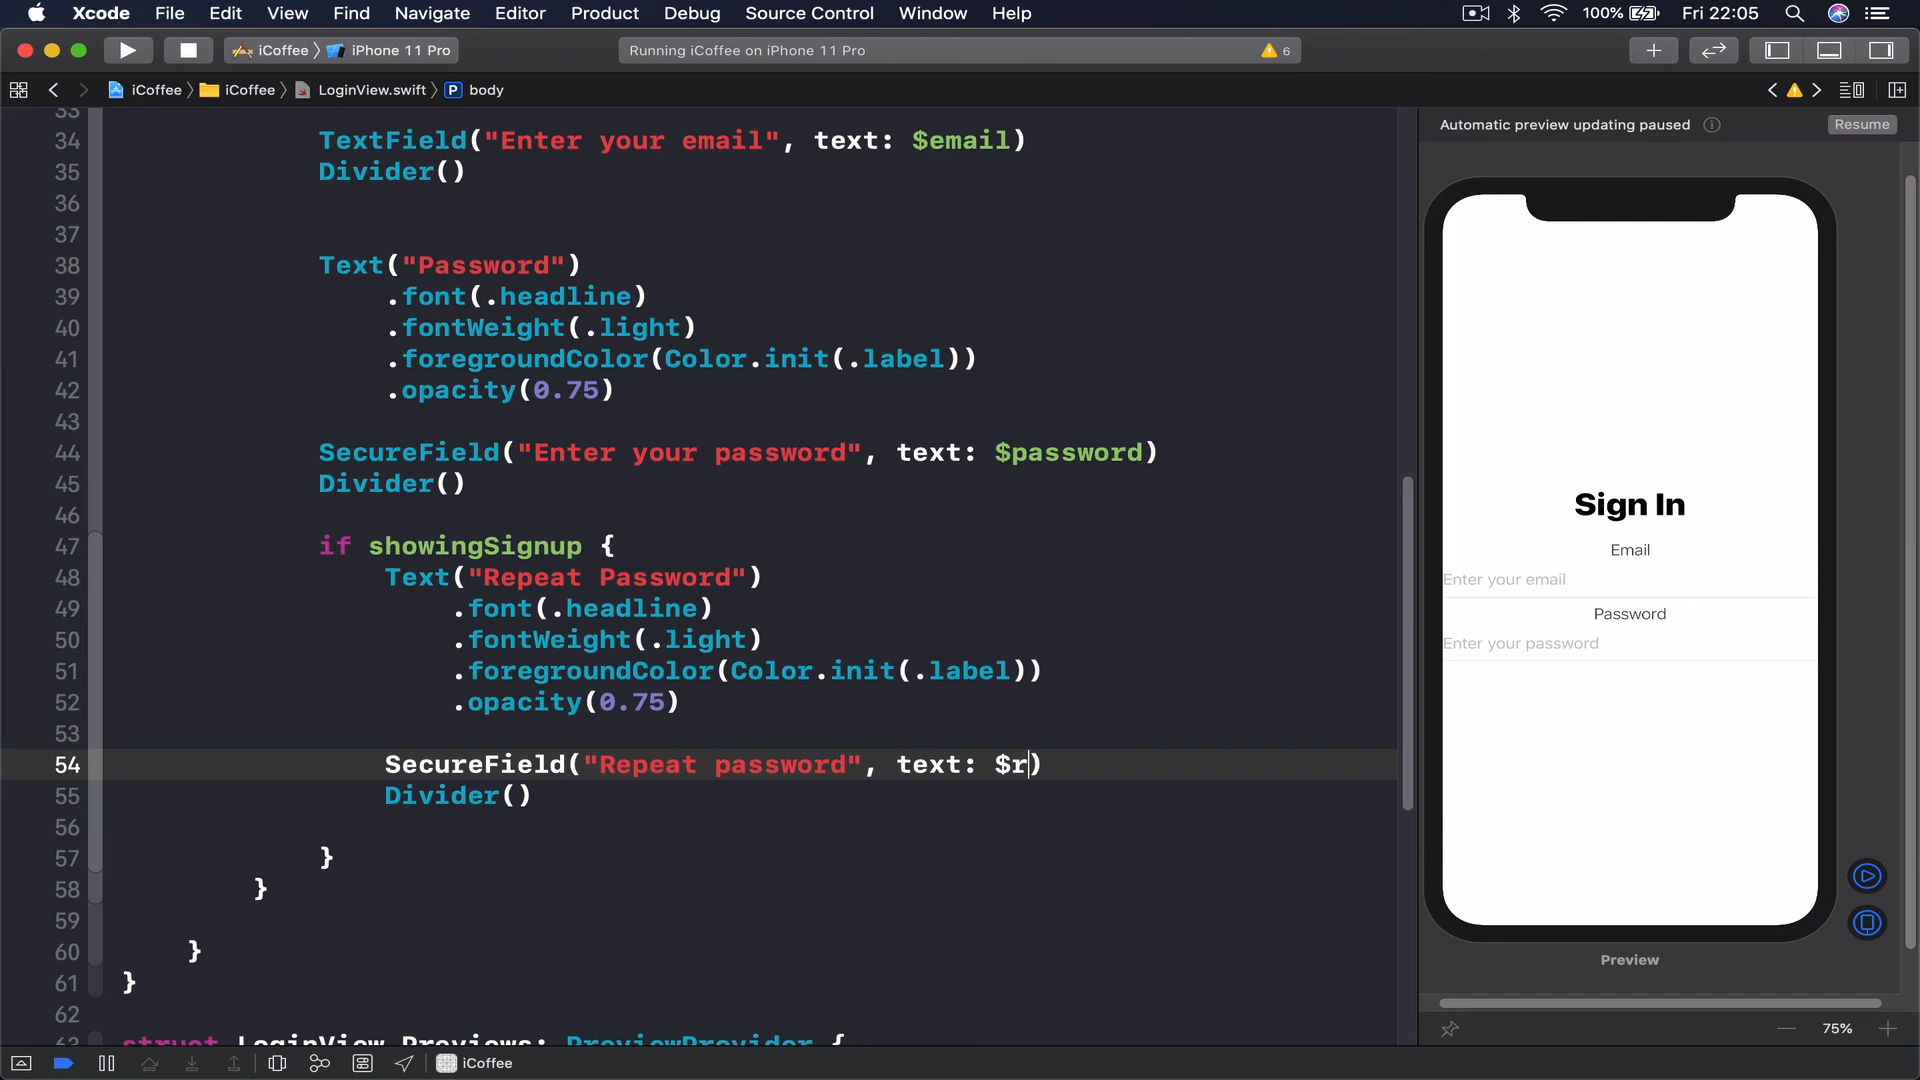 Xcode File Edit View Find Navigate Editor Product Debug Source Control Window Help 100% Fri 22:05
iCoffee iPhone 11 Pro Running iCoffee on iPhone 11 Pro 6
iCoffee iCoffee LoginView.swift P body
Automatic preview updating paused Resume
33
34 TextField("Enter your email", text: $email)
35 Divider()
36
37
38 Text("Password")
39 .font(.headline)
40 .fontWeight(.light)
41 .foregroundColor(Color.init(.label))
42 .opacity(0.75)
43
44 SecureField("Enter your password", text: $password)
45 Divider()
46
47 if showingSignup {
48 Text("Repeat Password")
49 .font(.headline)
50 .fontWeight(.light)
51 .foregroundColor(Color.init(.label))
52 .opacity(0.75)
53
54 SecureField("Repeat password", text: $r)
55 Divider()
56
57 }
58 }
59
60 }
61 }
62
63 struct LoginView_Previews: PreviewProvider {
Sign In
Email
Enter your email
Password
Enter your password
Preview
75%
iCoffee